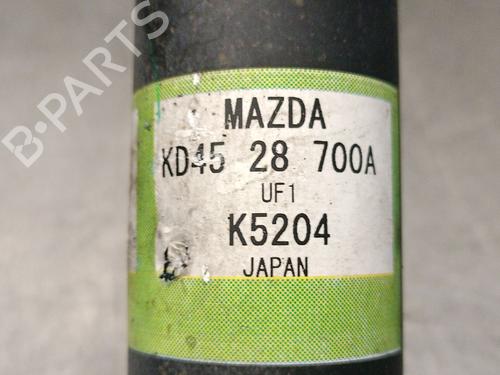 B-PARTS
MAZDA
KD45 28 700A
UF1
K5204
JAPAN